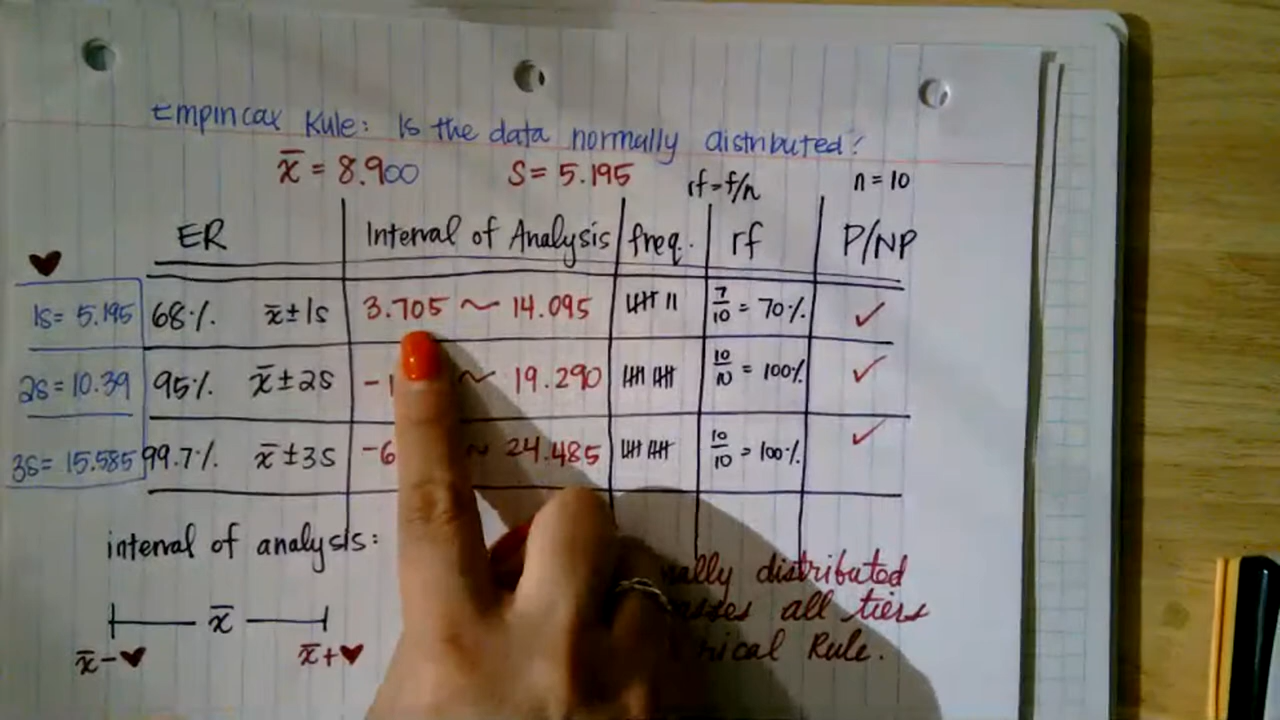 Empirical Rule: Is the data normally distributed?
x̄ = 8.900 S = 5.195 rf = f/n n = 10
ER Interval of Analysis freq. rf P/NP
♥
1s = 5.195 68% x̄ ± 1s 3.705 ~ 14.095 𝍸 || 7/10 = 70% ✓
2s = 10.39 95% x̄ ± 2s ~ 19.290 𝍸 𝍸 10/10 = 100% ✓
3s = 15.585 99.7% x̄ ± 3s ~ 24.485 𝍸 𝍸 10/10 = 100% ✓
interval of analysis:
distributed
x̄ all tiers
x̄ - ♥ x̄ + ♥ Rule.